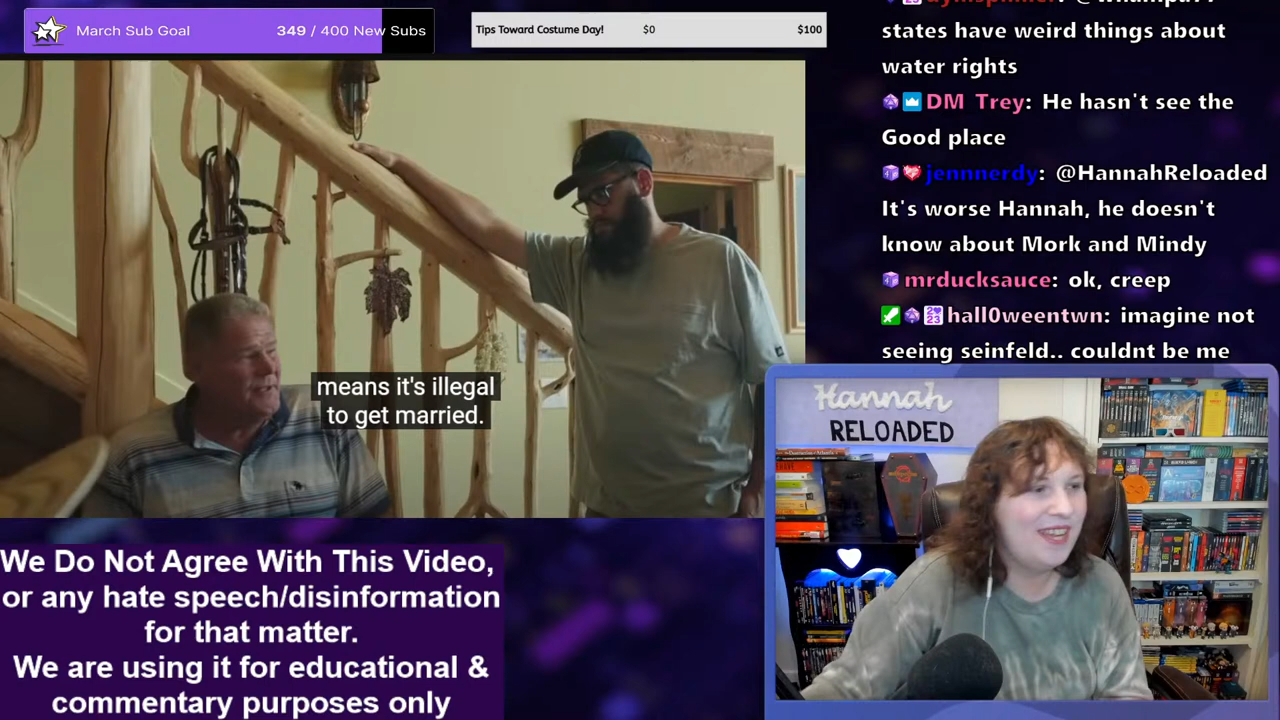 March Sub Goal
349 / 400 New Subs
Tips Toward Costume Day!
$0
$100
states have weird things about
water rights
DM Trey: He hasn't see the
Good place
jennnerdy: @HannahReloaded
It's worse Hannah, he doesn't
know about Mork and Mindy
mrducksauce: ok, creep
hall0weentwn: imagine not
seeing seinfeld.. couldnt be me
means it's illegal
to get married.
Hannah
RELOADED
We Do Not Agree With This Video,
or any hate speech/disinformation
for that matter.
We are using it for educational &
commentary purposes only